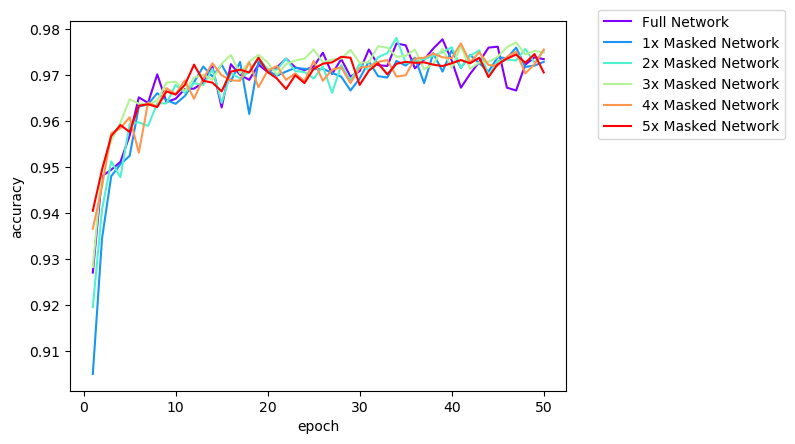 0.98
0.97
0.96
0.95
0.94
0.93
0.92
0.91
accuracy
0
10
20
30
40
50
epoch
Full Network
1x Masked Network
2x Masked Network
3x Masked Network
4x Masked Network
5x Masked Network